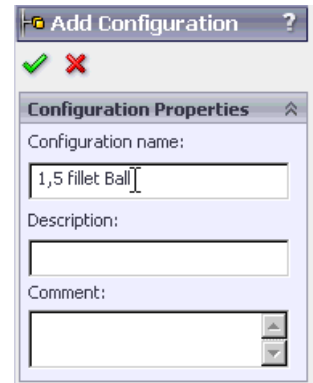 Add Configuration ?
Configuration Properties
Configuration name:
1,5 fillet Ball
Description:
Comment: